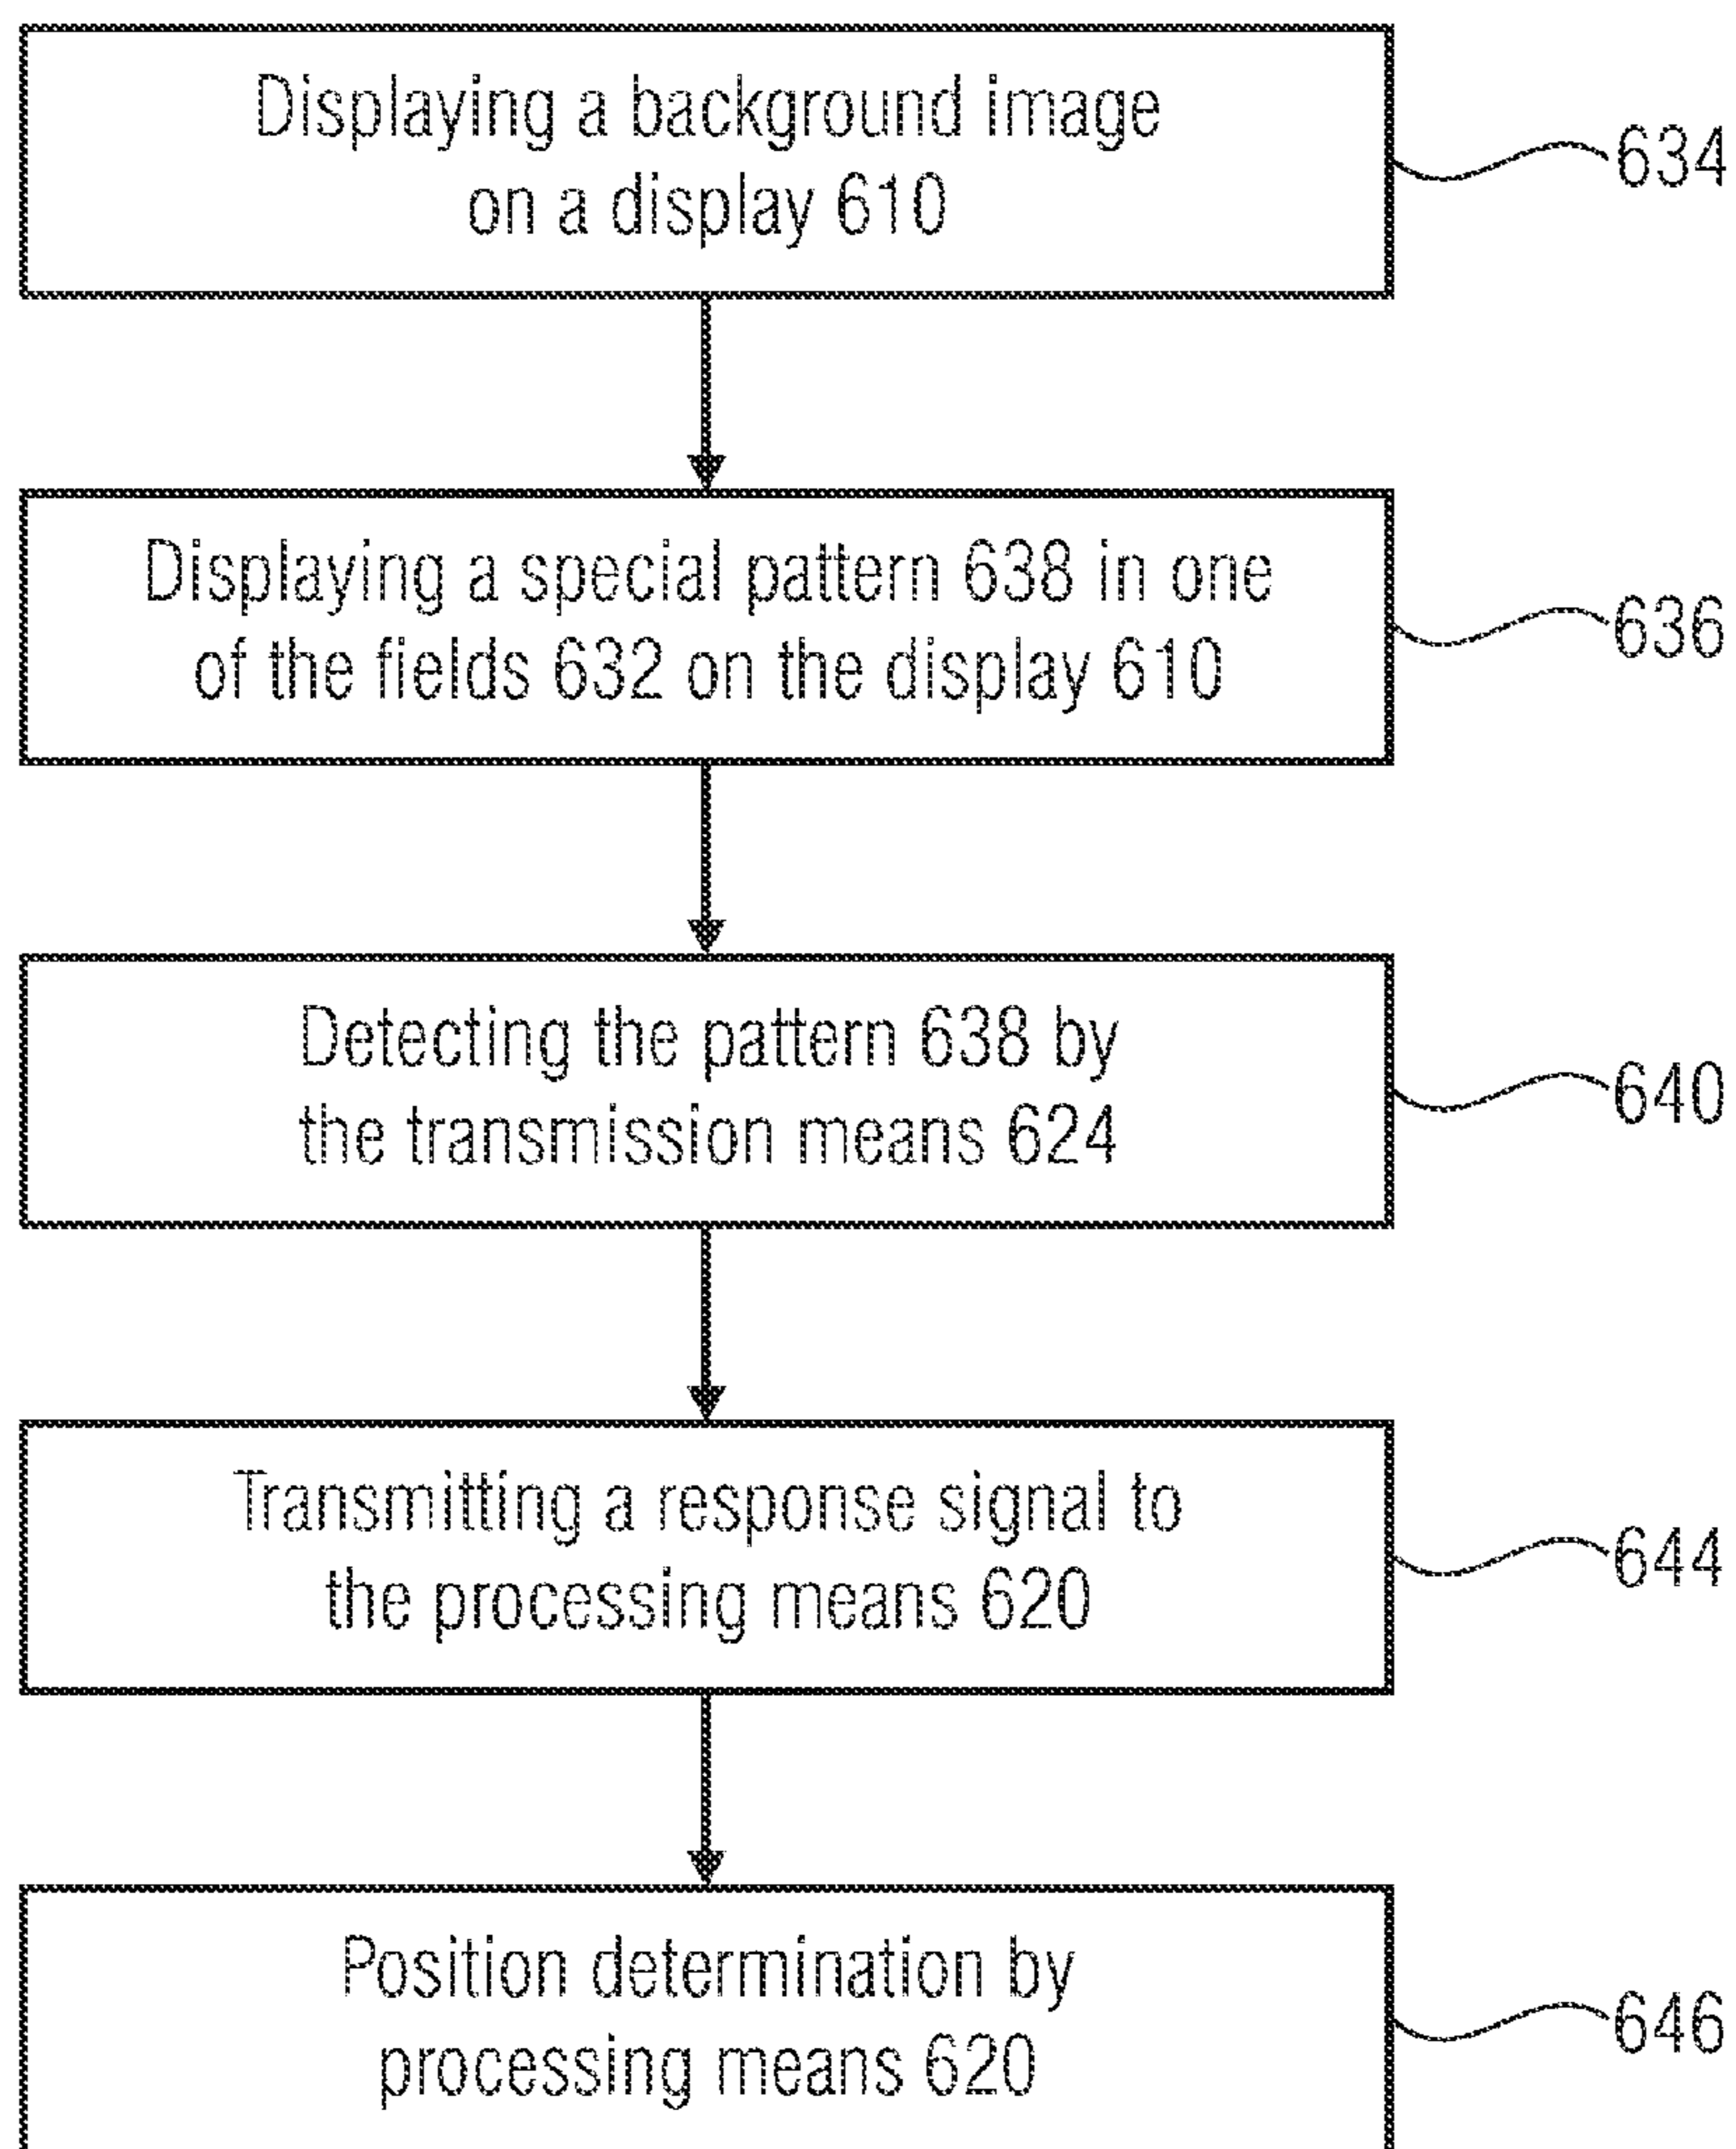 Displaying a background image
on a display 610
634
Displaying a special pattern 638 in one
of the fields 632 on the display 610
636
Detecting the pattern 638 by
the transmission means 624
640
Transmitting a response signal to
the processing means 620
644
Position determination by
processing means 620
646